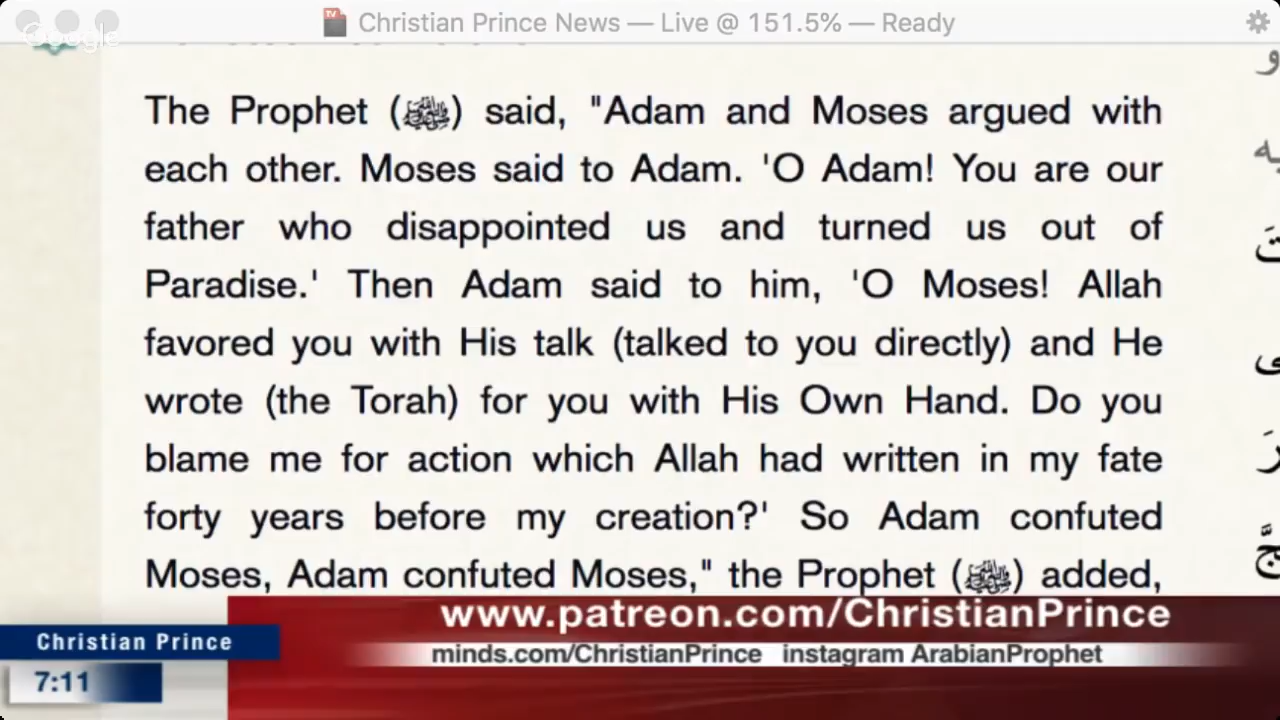 Christian Prince News — Live @ 151.5% — Ready
Google
The Prophet (ﷺ) said, "Adam and Moses argued with
each other. Moses said to Adam. 'O Adam! You are our
father who disappointed us and turned us out of
Paradise.' Then Adam said to him, 'O Moses! Allah
favored you with His talk (talked to you directly) and He
wrote (the Torah) for you with His Own Hand. Do you
blame me for action which Allah had written in my fate
forty years before my creation?' So Adam confuted
Moses, Adam confuted Moses," the Prophet (ﷺ) added,
www.patreon.com/ChristianPrince
Christian Prince
minds.com/ChristianPrince instagram ArabianProphet
7:11